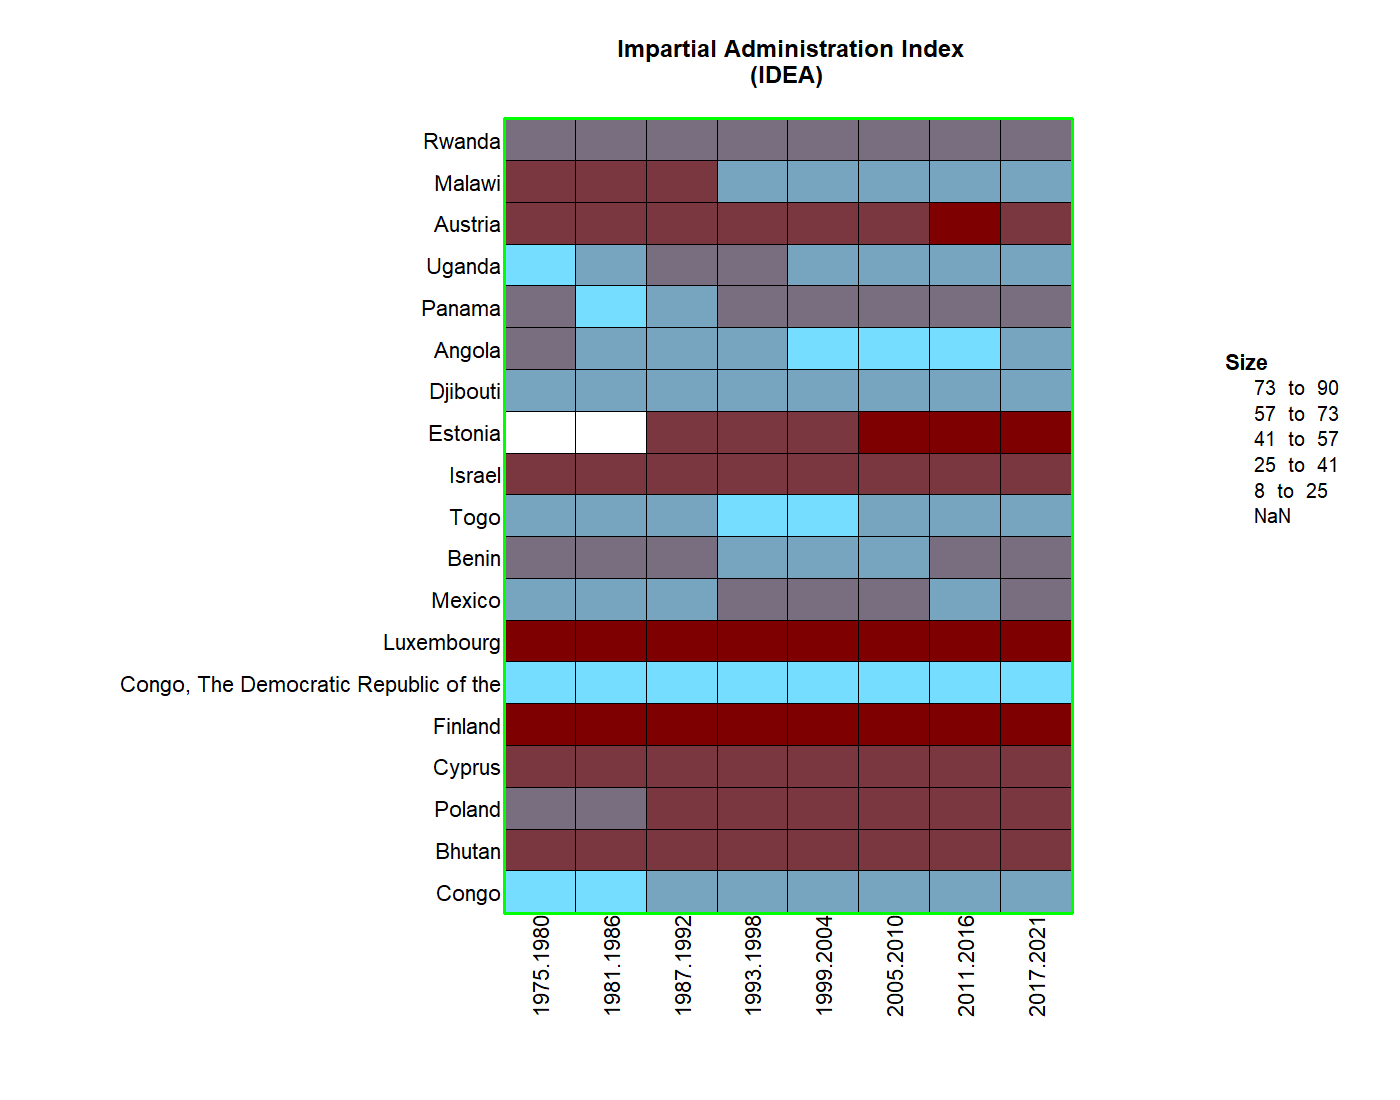 Impartial Administration Index
(IDEA)
Rwanda
Malawi
Austria
Uganda
Panama
Angola
Djibouti
Estonia
Israel
Togo
Benin
Mexico
Luxembourg
Congo, The Democratic Republic of the
Finland
Cyprus
Poland
Bhutan
Congo
1975.1980
1981.1986
1987.1992
1993.1998
1999.2004
2005.2010
2011.2016
2017.2021
Size
73 to 90
57 to 73
41 to 57
25 to 41
8 to 25
NaN